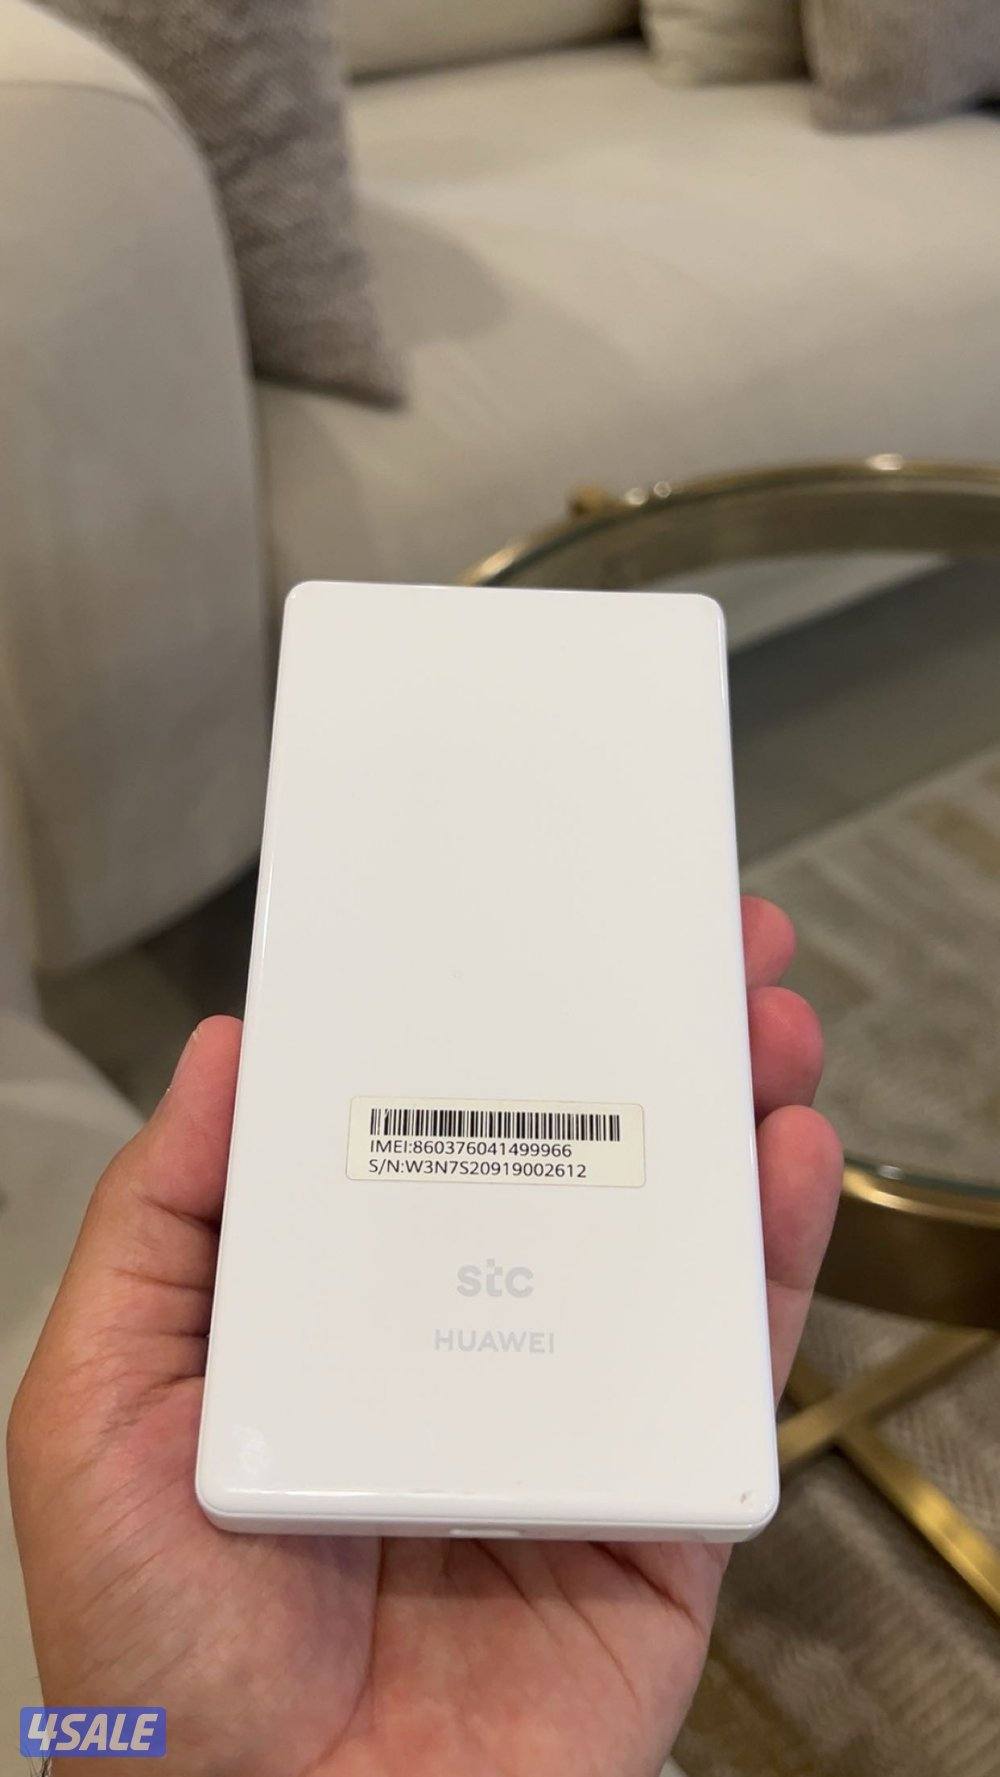 IMEI:860376041499966
S/N:W3N7S20919002612
stc
HUAWEI
4SALE